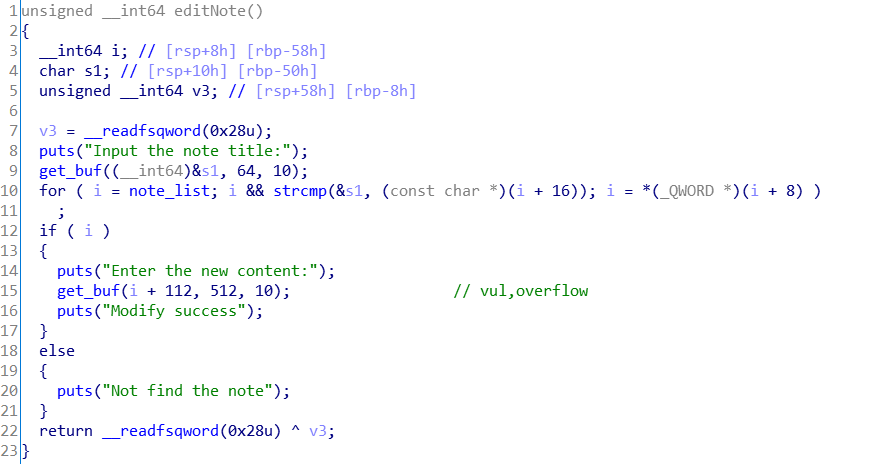 1 unsigned __int64 editNote()
2 {
3   __int64 i; // [rsp+8h] [rbp-58h]
4   char s1; // [rsp+10h] [rbp-50h]
5   unsigned __int64 v3; // [rsp+58h] [rbp-8h]
6
7   v3 = __readfsqword(0x28u);
8   puts("Input the note title:");
9   get_buf((__int64)&s1, 64, 10);
10   for ( i = note_list; i && strcmp(&s1, (const char *)(i + 16)); i = *(_QWORD *)(i + 8) )
11     ;
12   if ( i )
13   {
14     puts("Enter the new content:");
15     get_buf(i + 112, 512, 10);                 // vul,overflow
16     puts("Modify success");
17   }
18   else
19   {
20     puts("Not find the note");
21   }
22   return __readfsqword(0x28u) ^ v3;
23 }